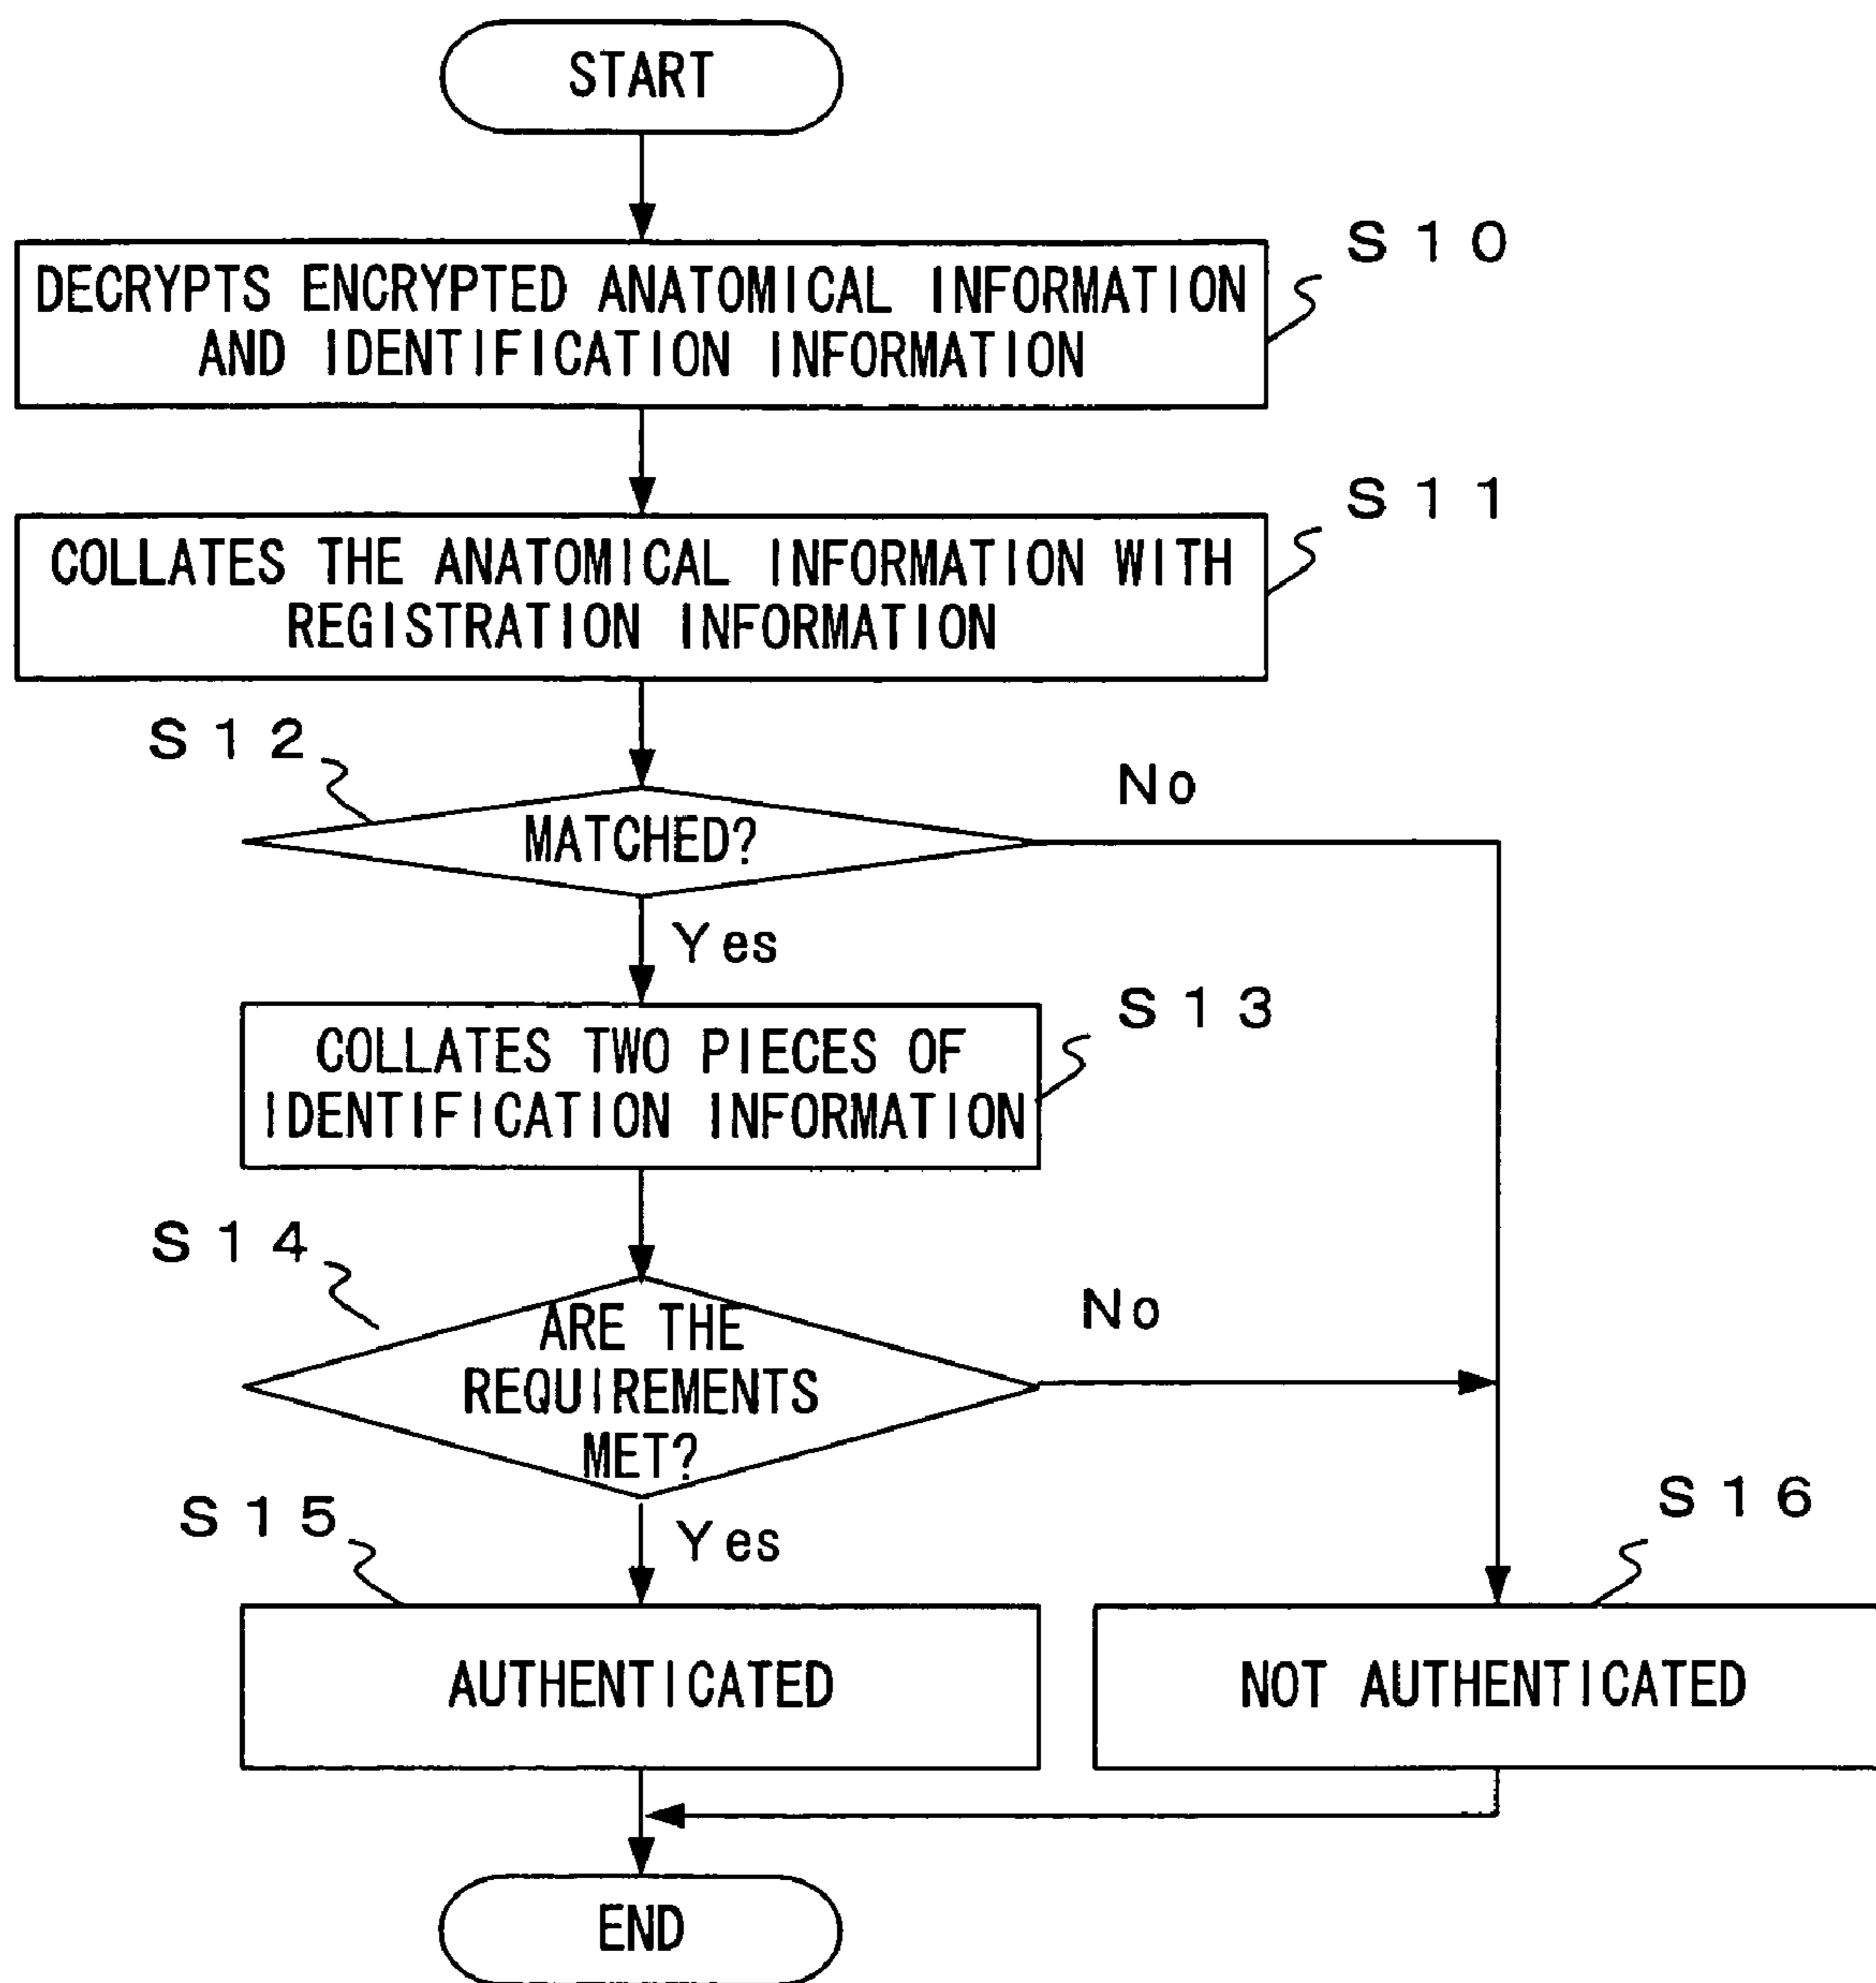 START
S10
DECRYPTS ENCRYPTED ANATOMICAL INFORMATION
AND IDENTIFICATION INFORMATION
S11
COLLATES THE ANATOMICAL INFORMATION WITH
REGISTRATION INFORMATION
S12
No
MATCHED?
Yes
S13
COLLATES TWO PIECES OF
IDENTIFICATION INFORMATION
S14
No
ARE THE
REQUIREMENTS
MET?
S15
Yes
S16
AUTHENTICATED
NOT AUTHENTICATED
END